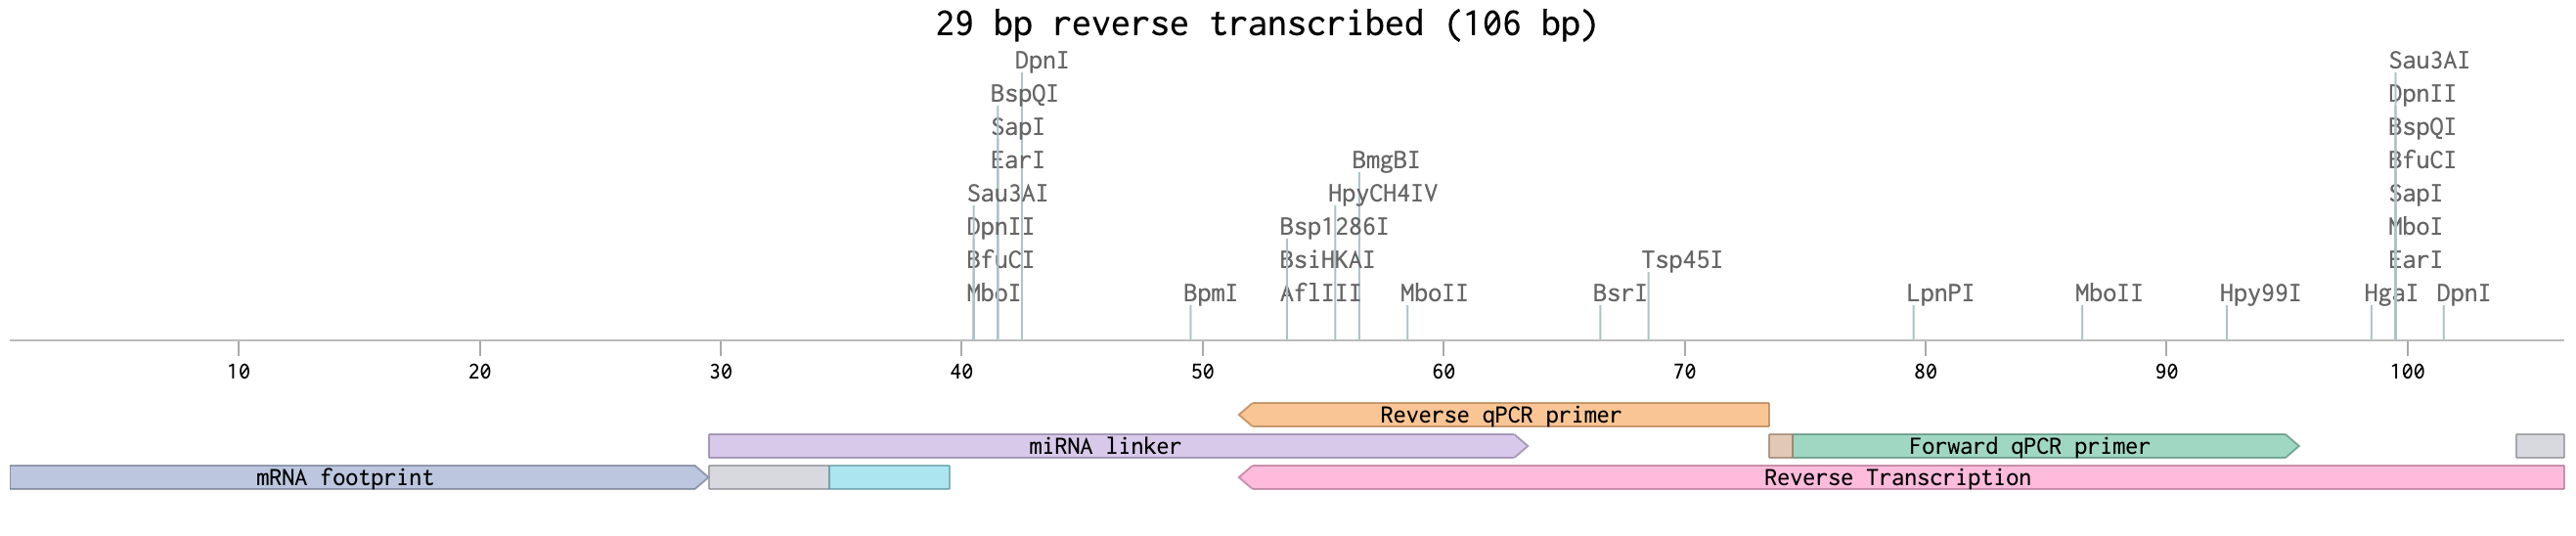 29 bp reverse transcribed (106 bp)
DpnI Sau3AI
BspQI DpnII
SapI BspQI
EarI BmgBI BfuCI
Sau3AI HpyCH4IV SapI
DpnII Bsp1286I MboI
BfuCI BsiHKAI Tsp45I EarI
MboI BpmI AflIII MboII BsrI LpnPI MboII Hpy99I HgaI DpnI
10 20 30 40 50 60 70 80 90 100
Reverse qPCR primer
miRNA linker Forward qPCR primer
mRNA footprint Reverse Transcription